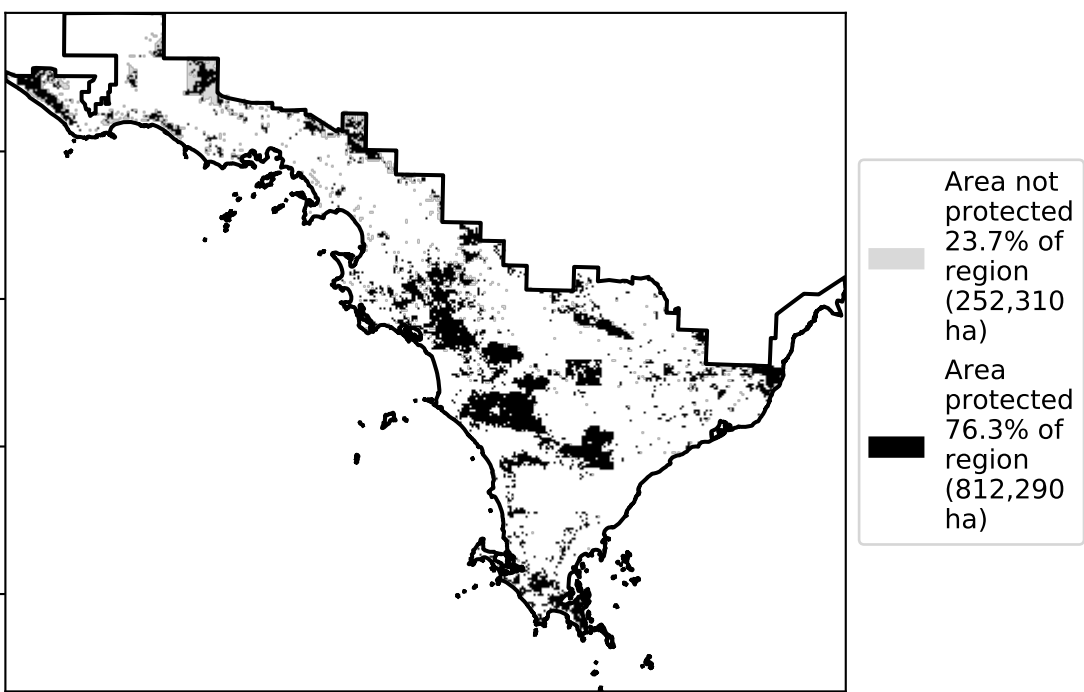 Area not
protected
23.7% of
region
(252,310
ha)
Area
protected
76.3% of
region
(812,290
ha)